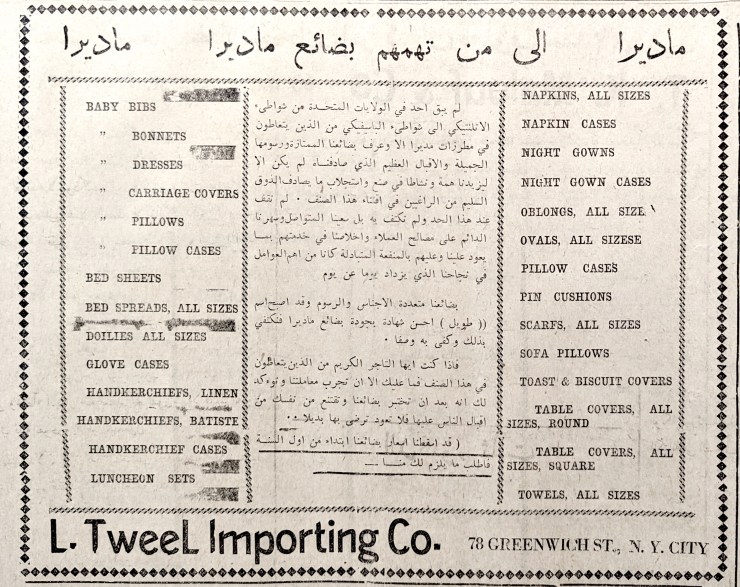 ماديرا الى من تهمهم بضائع ماديرا ماديرا
BABY BIBS
" BONNETS
" DRESSES
" CARRIAGE COVERS
" PILLOWS
" PILLOW CASES
BED SHEETS
BED SPREADS, ALL SIZES
DOILIES ALL SIZES
GLOVE CASES
HANDKERCHIEFS, LINEN
HANDKERCHIEFS, BATISTE
HANDKERCHIEF CASES
LUNCHEON SETS
لم يبق احد في الولايات المتحدة من شواطىء
الاتلنتيكي الى شواطىء الباسيفيكي من الذين يتعاطون
في مطرزات مديرا الا وعرف بضائعنا الممتازة ورسومها
الجميلة والاقبال العظيم الذي صادفناه لم يكن الا
ليزيدنا همة ونشاطا في صنع واستجلاب ما يصادف الذوق
السليم من الراغبين في اقتناء هذا الصنف . لم نقف
عند هذا الحد ولم نكتف به بل سعينا المتواصل وسهرنا
الدائم على مصالح العملاء واخلاصنا في خدمتهم بما
يعود علينا وعليهم بالمنفعة المتبادلة كانا من اهم العوامل
في نجاحنا الذي يزداد يوما عن يوم
بضائعنا متعددة الاجناس والرسوم وقد اصبح اسم
(( طويل )) احسن شهادة بجودة بضائع ماديرا فنكتفي
بذلك وكفى به وصفا .
فاذا كنت ايها التاجر الكريم من الذين يتعاطون
في هذا الصنف فما عليك الا ان تجرب معاملتنا ونؤكد
لك انه بعد ان تختبر بضائعنا وتقتنع من نفسك من
اقبال الناس عليها فلا تعود ترضى بها بديلا .
( قد اسقطنا اسعار بضائعنا ابتداء من اول السنة
فاطلب ما يلزم لك منا
NAPKINS, ALL SIZES
NAPKIN CASES
NIGHT GOWNS
NIGHT GOWN CASES
OBLONGS, ALL SIZE.
OVALS, ALL SIZESE
PILLOW CASES
PIN CUSHIONS
SCARFS, ALL SIZES
SOFA PILLOWS
TOAST & BISCUIT COVERS
TABLE COVERS, ALL
SIZES, ROUND
TABLE COVERS, ALL
SIZES, SQUARE
TOWELS, ALL SIZES
L. TweeL Importing Co. 78 GREENWICH ST., N. Y. CITY